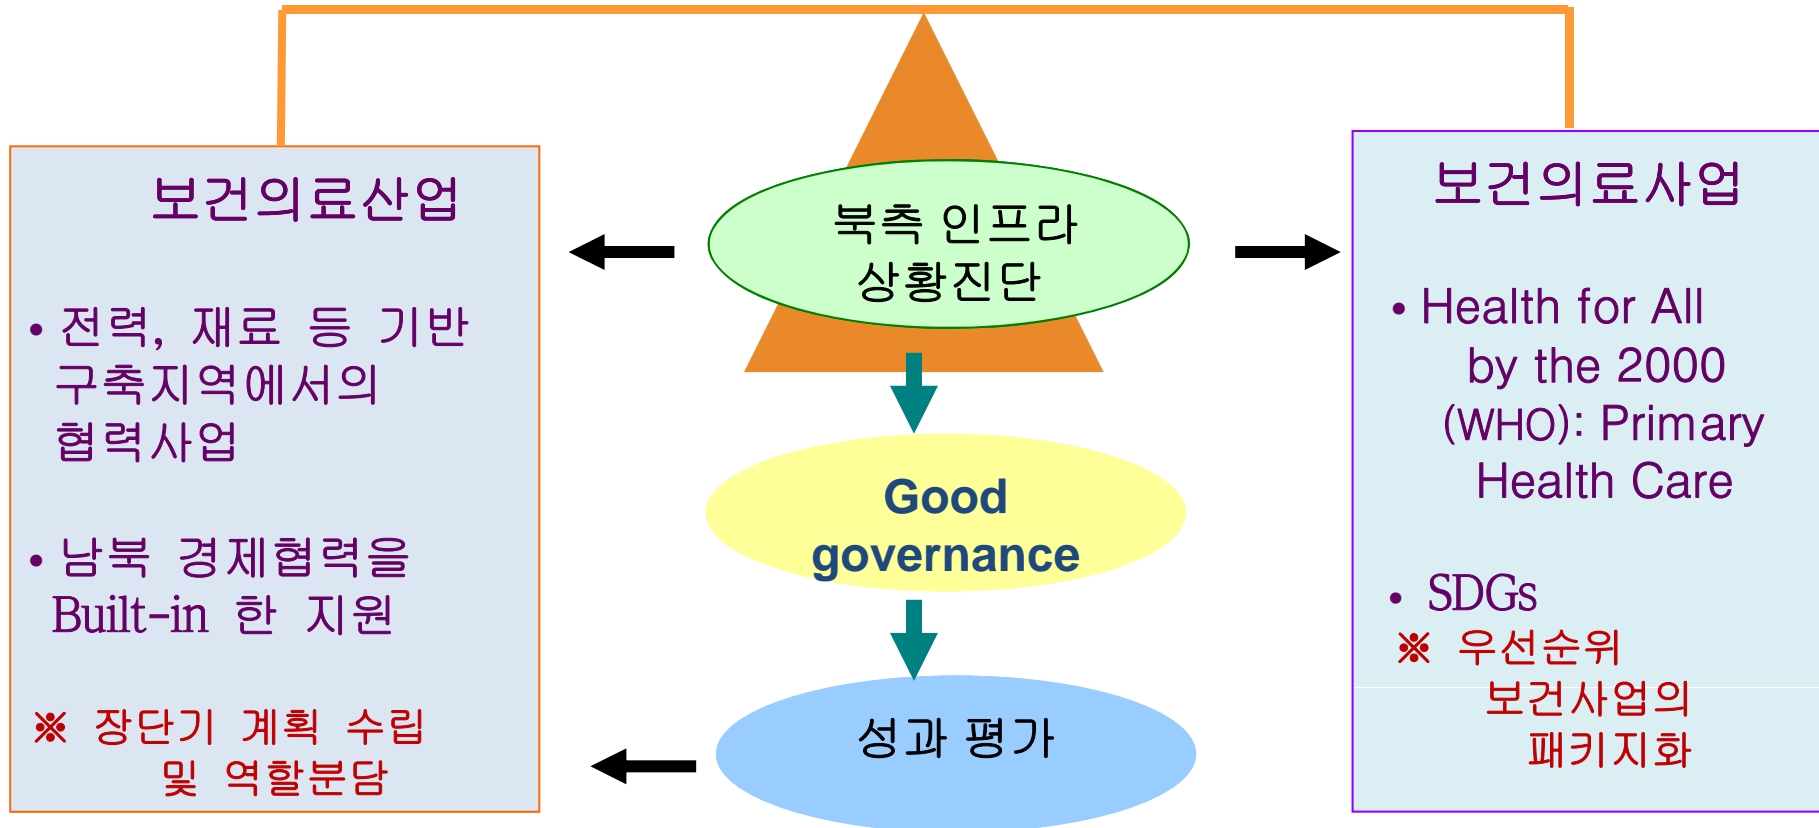 보건의료산업
• 전력, 재료 등 기반
구축지역에서의
협력사업
• 남북 경제협력을
Built-in 한 지원
※ 장단기 계획 수립
및 역할분담
북측 인프라
상황진단
Good
governance
성과 평가
보건의료사업
• Health for All
by the 2000
(WHO): Primary
Health Care
• SDGs
※ 우선순위
보건사업의
패키지화